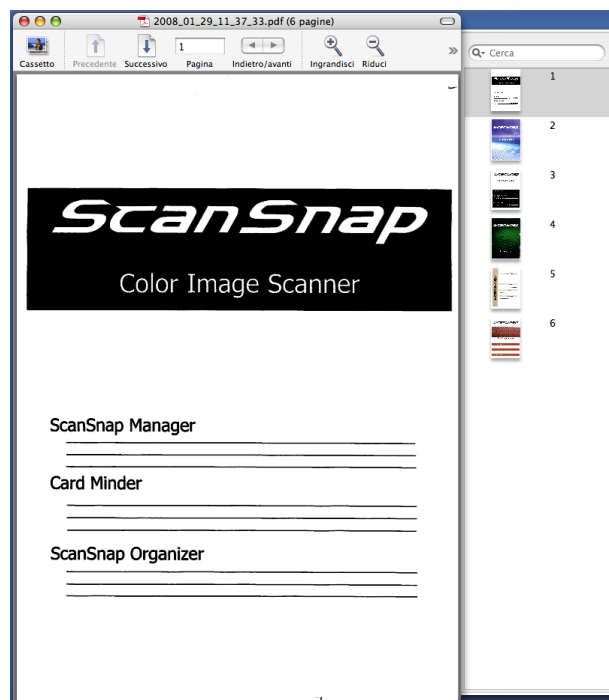 2008_01_29_11_37_33.pdf (6 pagine)
1
Cassetto Precedente Successivo Pagina Indietro/avanti Ingrandisci Riduci
»
Cerca
ScanSnap
Color Image Scanner
ScanSnap Manager
Card Minder
ScanSnap Organizer
1
2
3
4
5
6